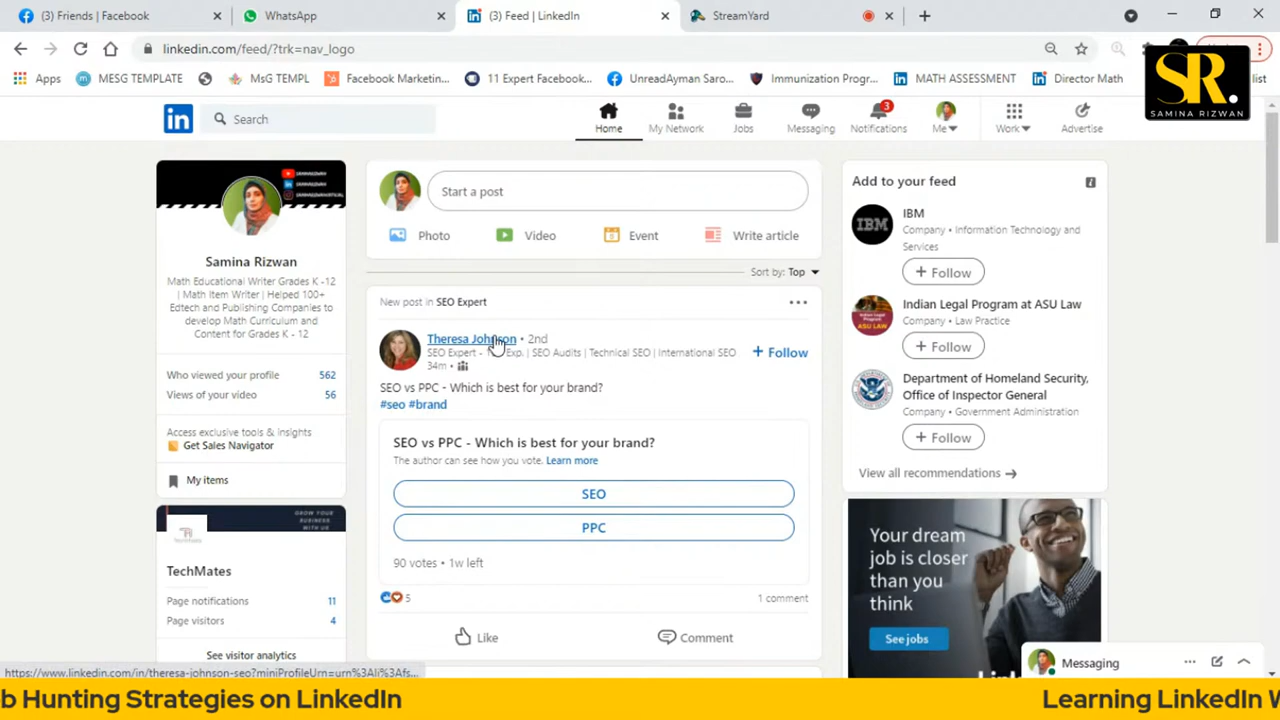 (3) Friends | Facebook
WhatsApp
(3) Feed | LinkedIn
StreamYard
linkedin.com/feed/?trk=nav_logo
Apps
MESG TEMPLATE
MsG TEMPL
Facebook Marketin...
11 Expert Facebook...
UnreadAyman Saro...
Immunization Progr...
MATH ASSESSMENT
Director Math
list
SR.
SAMINA RIZWAN
in
Search
Home
My Network
Jobs
Messaging
3
Notifications
Me
Work
Advertise
Samina Rizwan
Math Educational Writer Grades K -12
| Math Item Writer | Helped 100+
Edtech and Publishing Companies to
develop Math Curriculum and
Content for Grades K - 12
Who viewed your profile 562
Views of your video 56
Access exclusive tools & insights
Get Sales Navigator
My items
GROW YOUR
BUSINESS
WITH US
TechMates
Page notifications 11
Page visitors 4
See visitor analytics
Start a post
Photo
Video
Event
Write article
Sort by: Top
New post in SEO Expert
Theresa Johnson • 2nd
SEO Expert - Exp. | SEO Audits | Technical SEO | International SEO
34m •
+ Follow
SEO vs PPC - Which is best for your brand?
#seo #brand
SEO vs PPC - Which is best for your brand?
The author can see how you vote. Learn more
SEO
PPC
90 votes • 1w left
5
1 comment
Like
Comment
Add to your feed
IBM
IBM
Company • Information Technology and
Services
+ Follow
ASU
LAW
Indian Legal Program at ASU Law
Company • Law Practice
+ Follow
Department of Homeland Security,
Office of Inspector General
Company • Government Administration
+ Follow
View all recommendations →
Your dream
job is closer
than you
think
See jobs
Messaging
https://www.linkedin.com/in/theresa-johnson-seo?miniProfileUrn=urn%3Ali%3Afs...
b Hunting Strategies on LinkedIn
Learning LinkedIn W